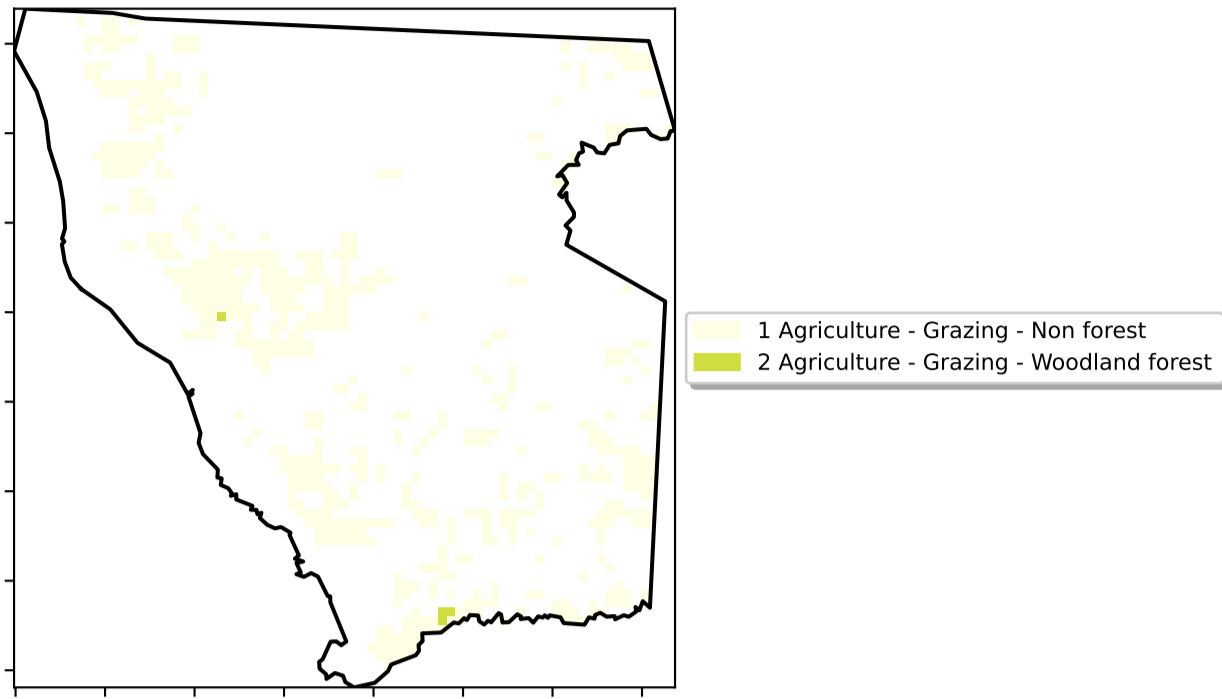 1 Agriculture - Grazing - Non forest
2 Agriculture - Grazing - Woodland forest